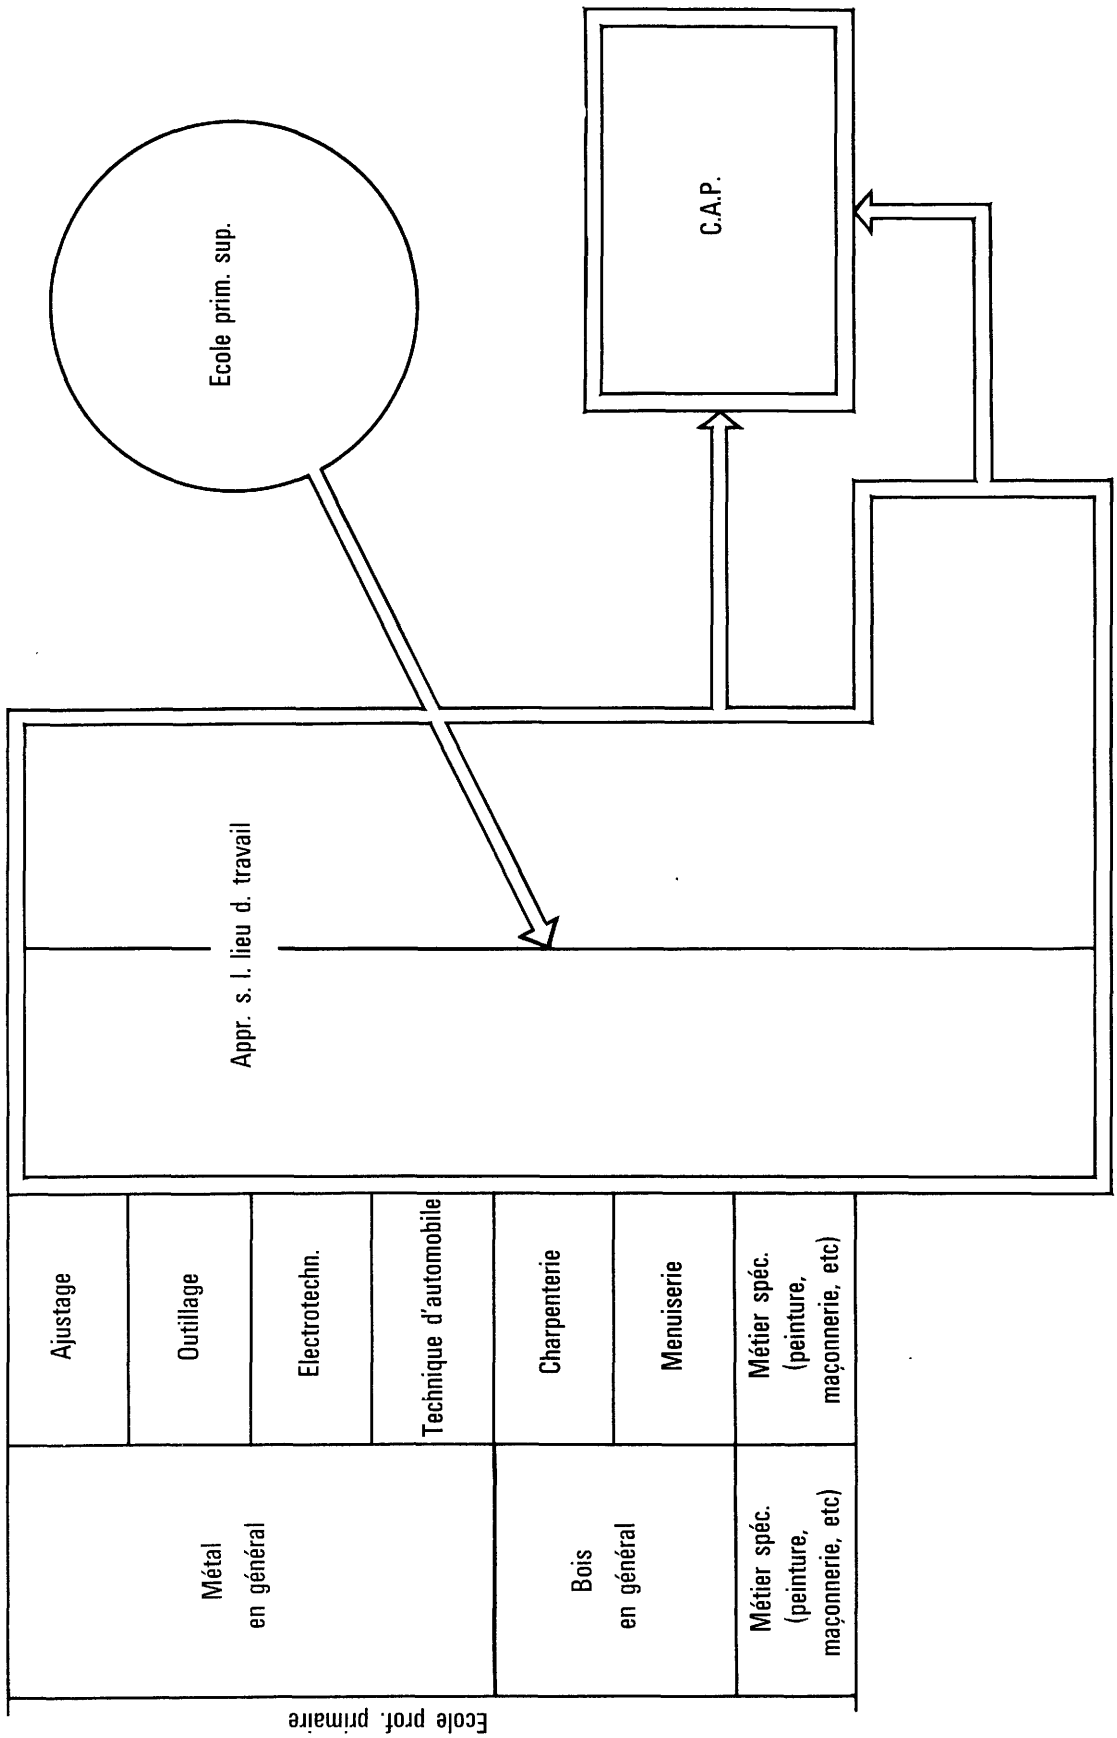 Ecole prof. primaire
Métal
en général
Bois
en général
Métier spéc.
(peinture,
maçonnerie, etc)
Ajustage
Outillage
Electrotechn.
Technique d'automobile
Charpenterie
Menuiserie
Métier spéc.
(peinture,
maçonnerie, etc)
Appr. s. l. lieu d. travail
Ecole prim. sup.
C.A.P.